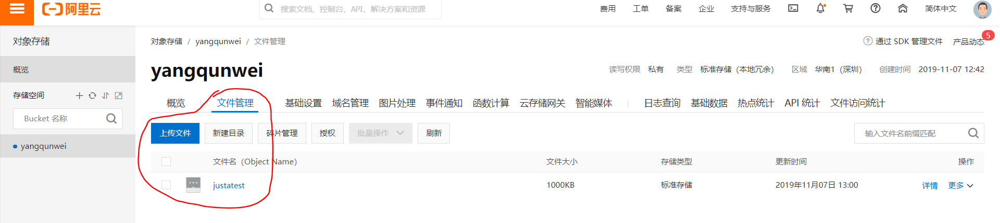 阿里云 搜索文档、控制台、API、解决方案和资源 费用 工单 备案 企业 支持与服务 简体中文
对象存储
概览
存储空间
Bucket 名称
yangqunwei
对象存储 / yangqunwei / 文件管理 通过 SDK 管理文件 产品动态 5
yangqunwei 读写权限 私有 类型 标准存储（本地冗余） 区域 华南1（深圳） 创建时间 2019-11-07 12:42
概览 文件管理 基础设置 域名管理 图片处理 事件通知 函数计算 云存储网关 智能媒体 日志查询 基础数据 热点统计 API 统计 文件访问统计
上传文件 新建目录 碎片管理 授权 批量操作 刷新 输入文件名前缀匹配
文件名（Object Name） 文件大小 存储类型 更新时间 操作
justatest 1000KB 标准存储 2019年11月07日 13:00 详情 更多